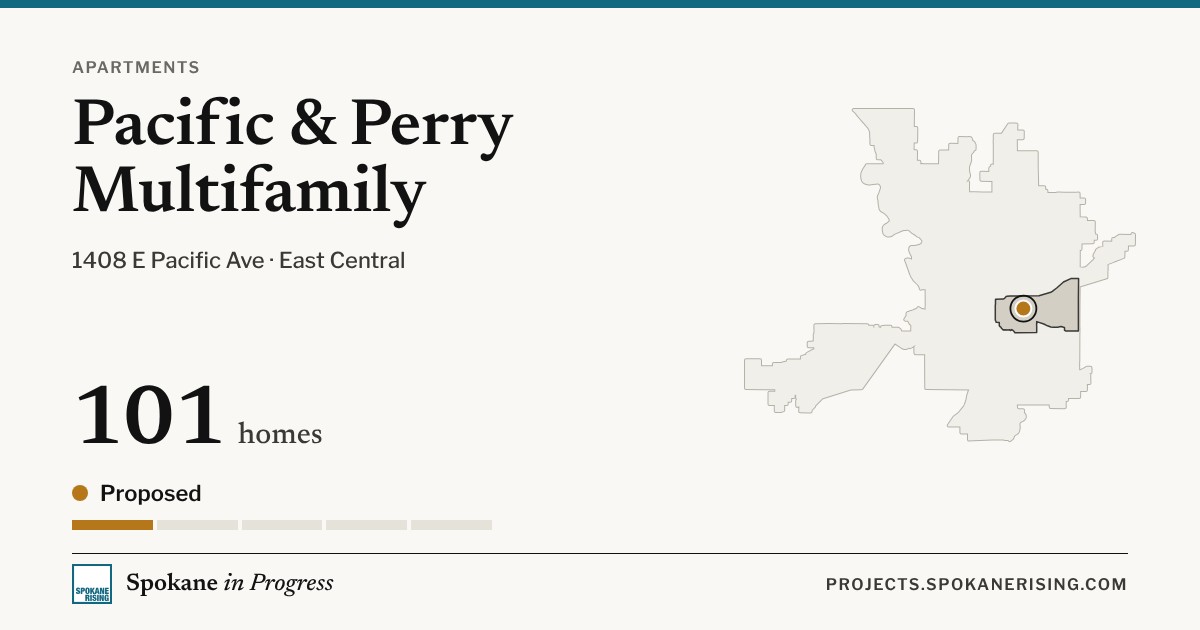 APARTMENTS
Pacific & Perry
Multifamily
1408 E Pacific Ave · East Central
101 homes
Proposed
SPOKANE
RISING
Spokane in Progress
PROJECTS.SPOKANERISING.COM